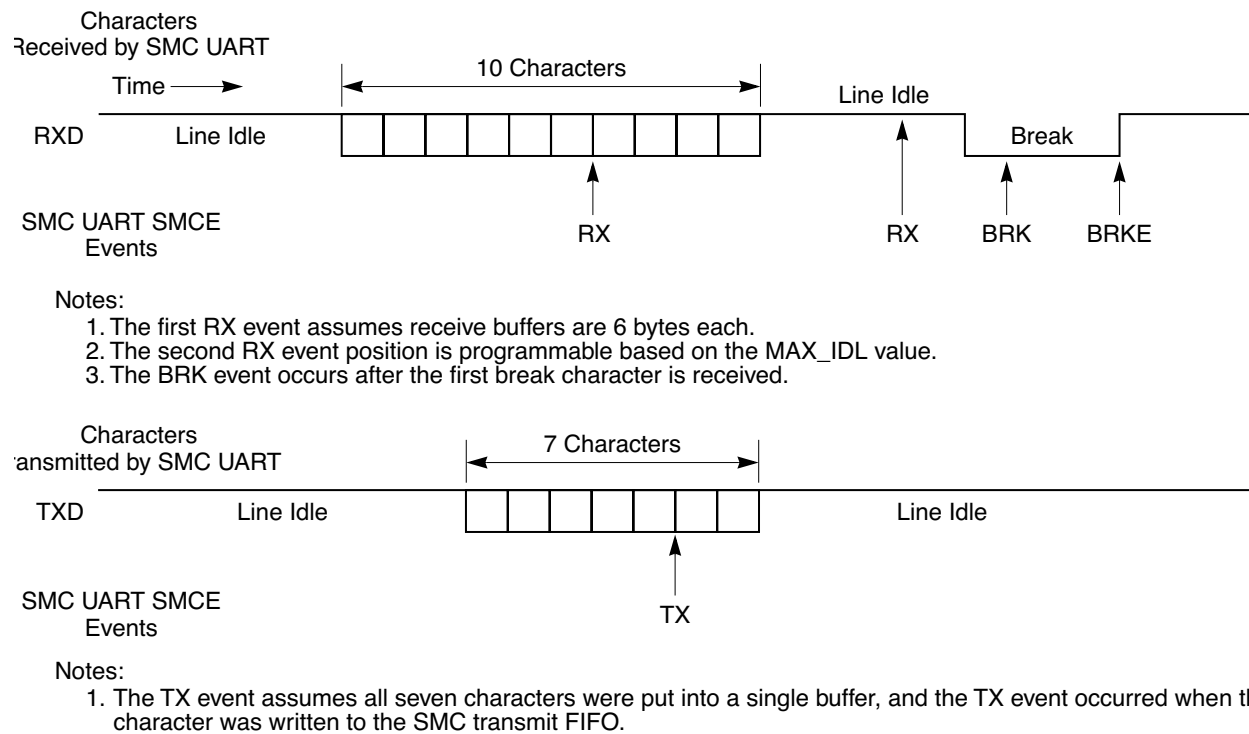 Characters
Received by SMC UART
Time
10 Characters
Line Idle
RXD
Line Idle
Break
SMC UART SMCE
Events
RX
RX
BRK
BRKE
Notes:
1. The first RX event assumes receive buffers are 6 bytes each.
2. The second RX event position is programmable based on the MAX_IDL value.
3. The BRK event occurs after the first break character is received.
Characters
ansmitted by SMC UART
7 Characters
TXD
Line Idle
Line Idle
SMC UART SMCE
Events
TX
Notes:
1. The TX event assumes all seven characters were put into a single buffer, and the TX event occurred when
character was written to the SMC transmit FIFO.